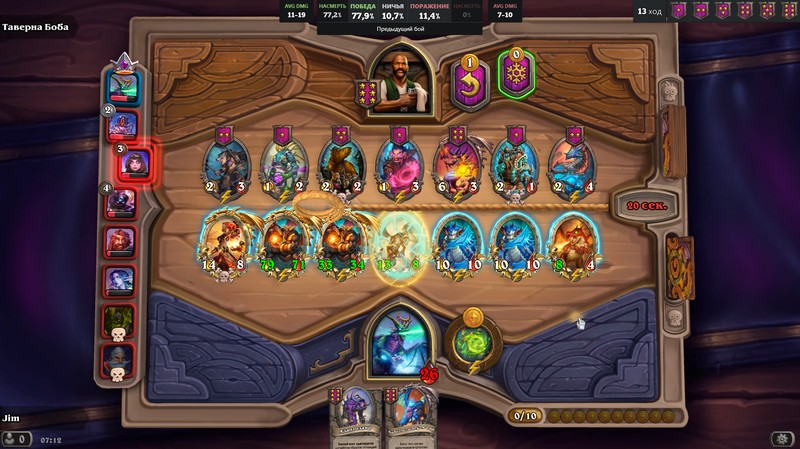 AVG DMG
11-19
НАСМЕРТЬ
77,2%
ПОБЕДА
77,9%
НИЧЬЯ
10,7%
ПОРАЖЕНИЕ
11,4%
НАСМЕРТЬ
0%
AVG DMG
7-10
Предыдущий бой
13 ход
Таверна Боба
1
0
2
3
4
2 3
1 2
2 2
1 3
6 3
2 1
2 4
20 сек.
14 8
79 71
33 34
13 8
10 10
10 10
8 4
26
0/10
Jim
0
07:12